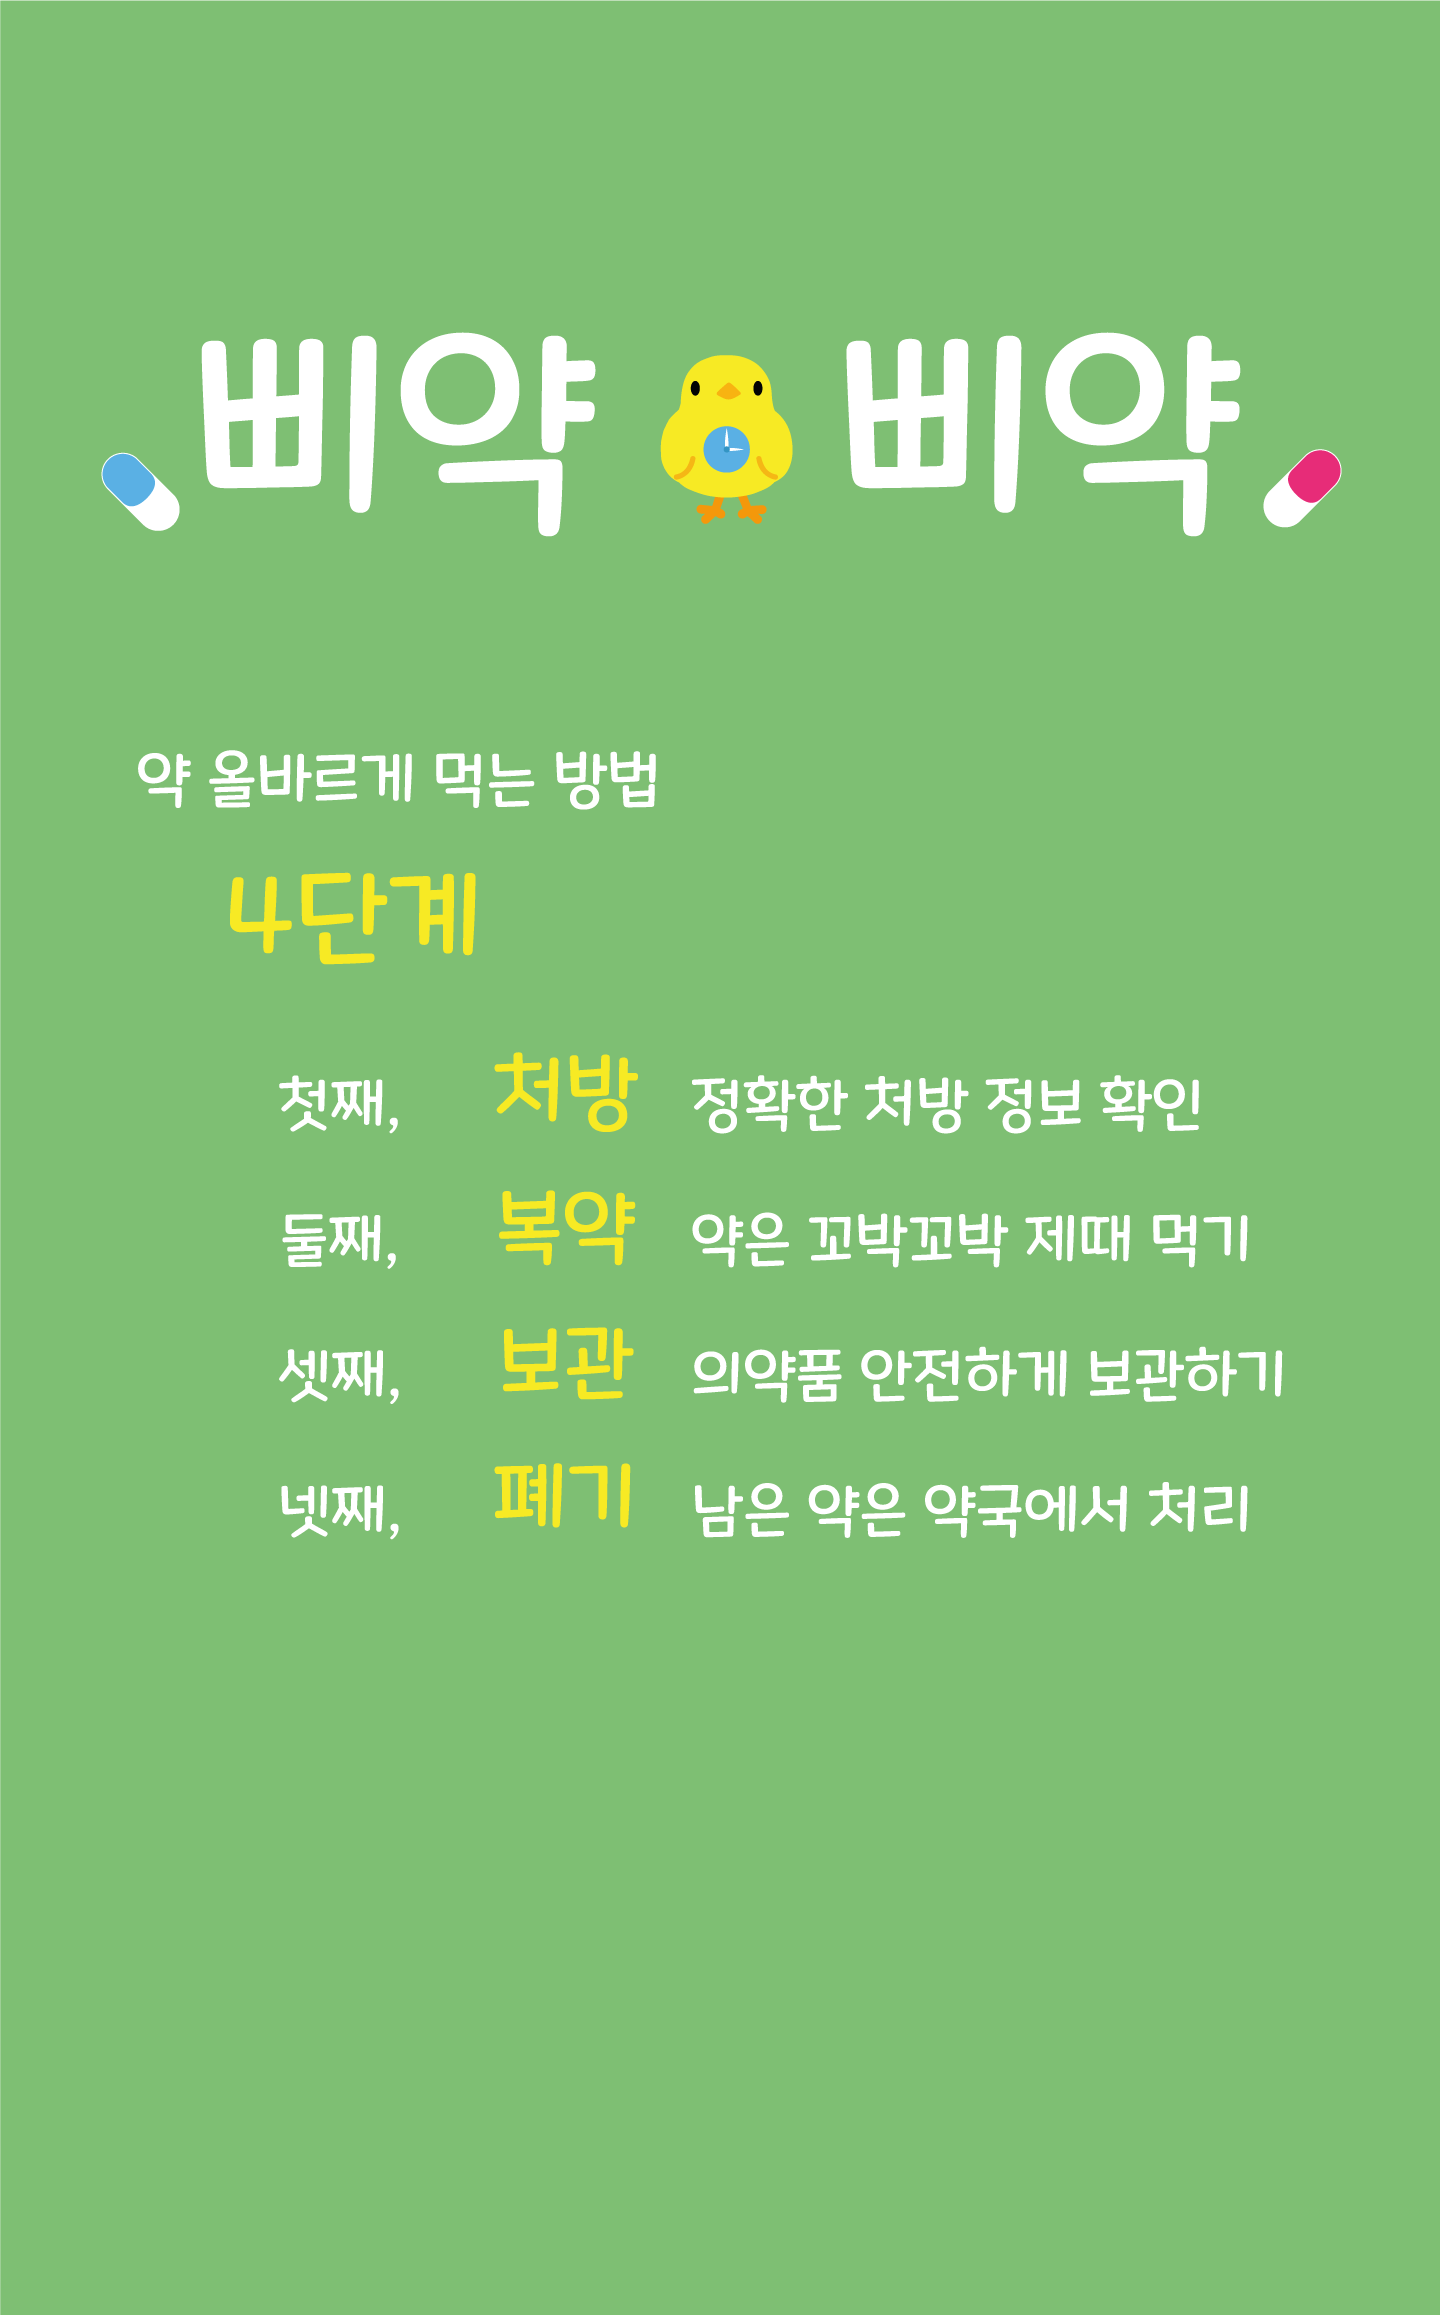 삐약 삐약
약 올바르게 먹는 방법
4단계
첫째, 처방 정확한 처방 정보 확인
둘째, 복약 약은 꼬박꼬박 제때 먹기
셋째, 보관 의약품 안전하게 보관하기
넷째, 폐기 남은 약은 약국에서 처리